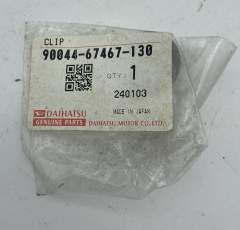 CLIP
90044-67467-130
QTY: 1
240103
MADE IN JAPAN
DAIHATSU
GENUINE PARTS
DAIHATSU MOTOR CO.,LTD.